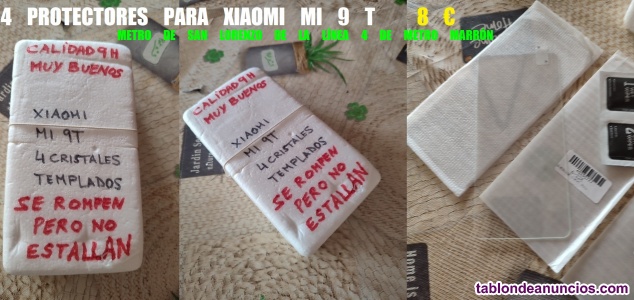 4 PROTECTORES PARA XIAOMI MI 9 T 8 €
METRO DE SAN LORENZO DE LA LINEA 4 DE METRO MARRON
CALIDAD 9H
MUY BUENOS
XIAOMI
MI 9T
4 CRISTALES
TEMPLADOS
SE ROMPEN
PERO NO
ESTALLAN
CALIDAD 9H
MUY BUENOS
XIAOMI
MI 9T
4 CRISTALES
TEMPLADOS
SE ROMPEN
PERO NO
ESTALLAN
tablondeanuncios.com